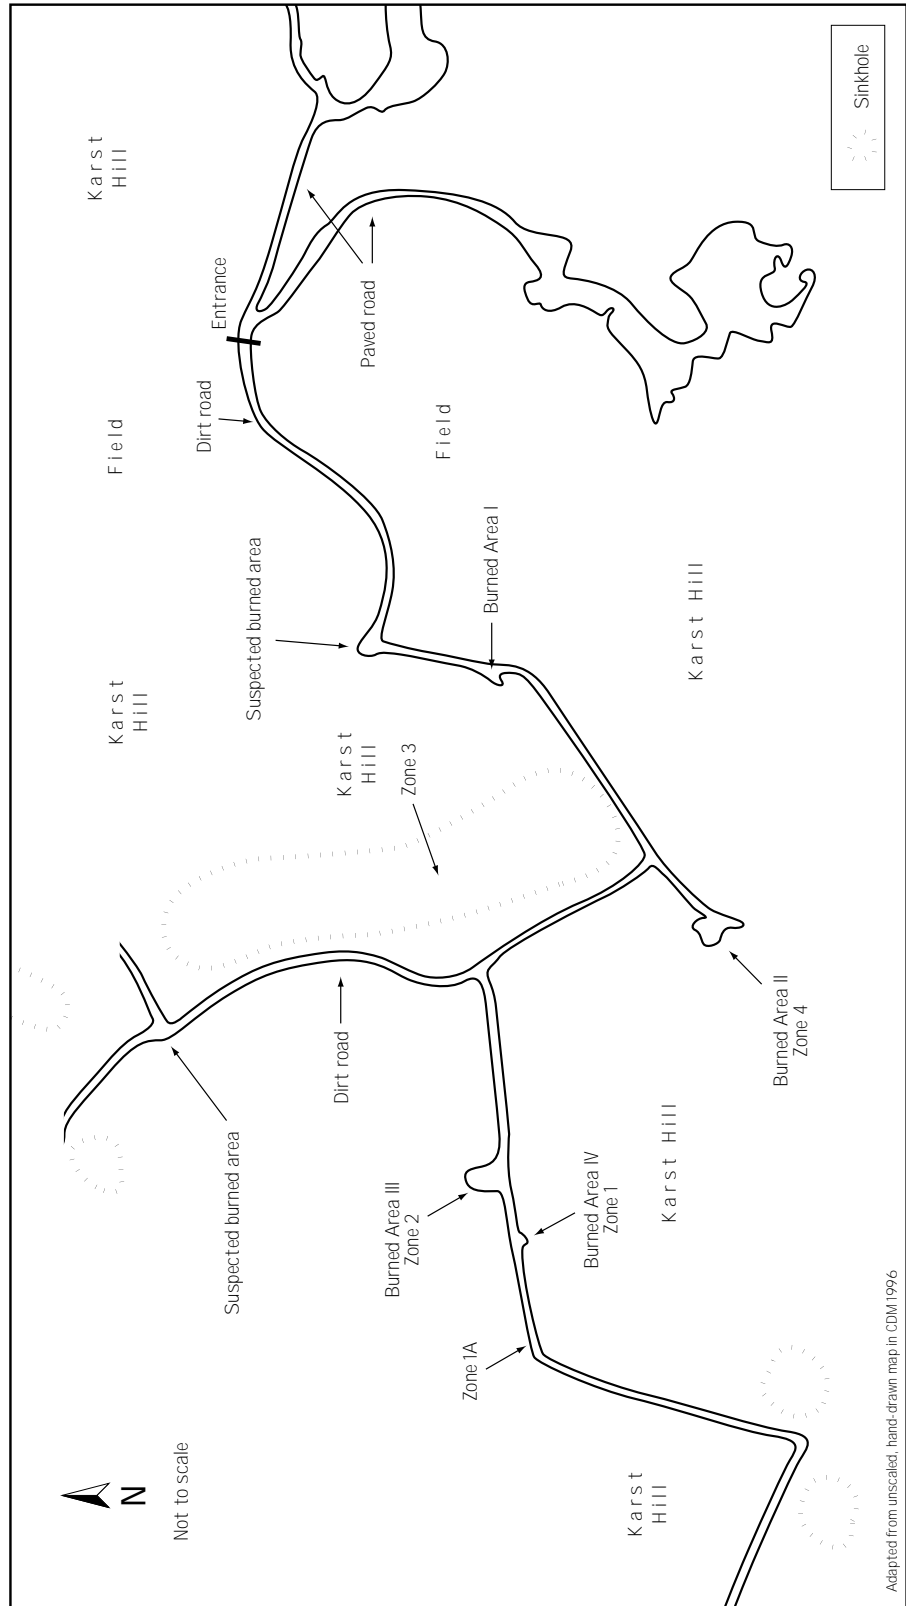 N
Not to scale
Karst
Hill
Suspected burned area
Zone 1A
Burned Area III
Zone 2
Burned Area IV
Zone 1
Karst Hill
Dirt road
Burned Area II
Zone 4
Zone 3
Karst
Hill
Karst
Hill
Suspected burned area
Burned Area I
Karst Hill
Field
Dirt road
Field
Entrance
Paved road
Karst
Hill
Sinkhole
Adapted from unscaled, hand-drawn map in CDM 1996